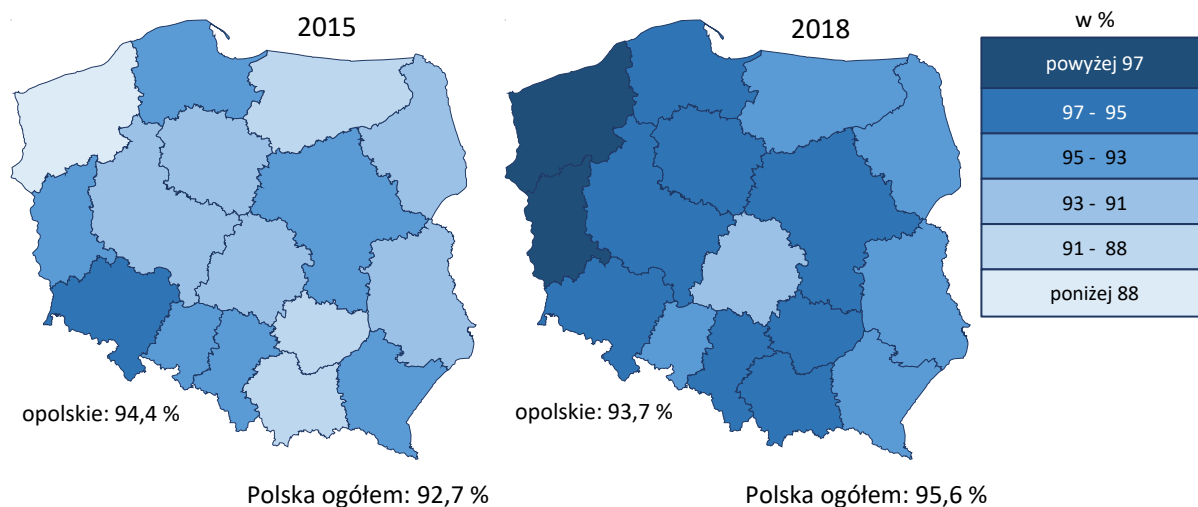 2015
2018
w %
powyżej 97
97 - 95
95 - 93
93 - 91
91 - 88
poniżej 88
opolskie: 94,4 %
opolskie: 93,7 %
Polska ogółem: 92,7 %
Polska ogółem: 95,6 %